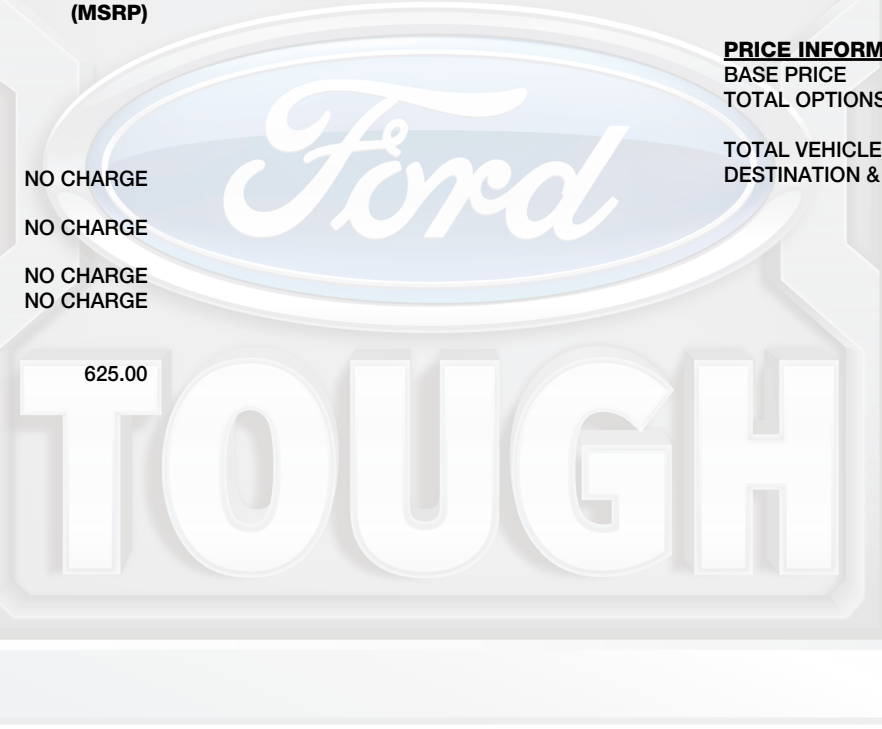 (MSRP)
NO CHARGE
NO CHARGE
NO CHARGE
NO CHARGE
625.00
PRICE INFORM
BASE PRICE
TOTAL OPTIONS
TOTAL VEHICLE
DESTINATION &
Ford
TOUGH